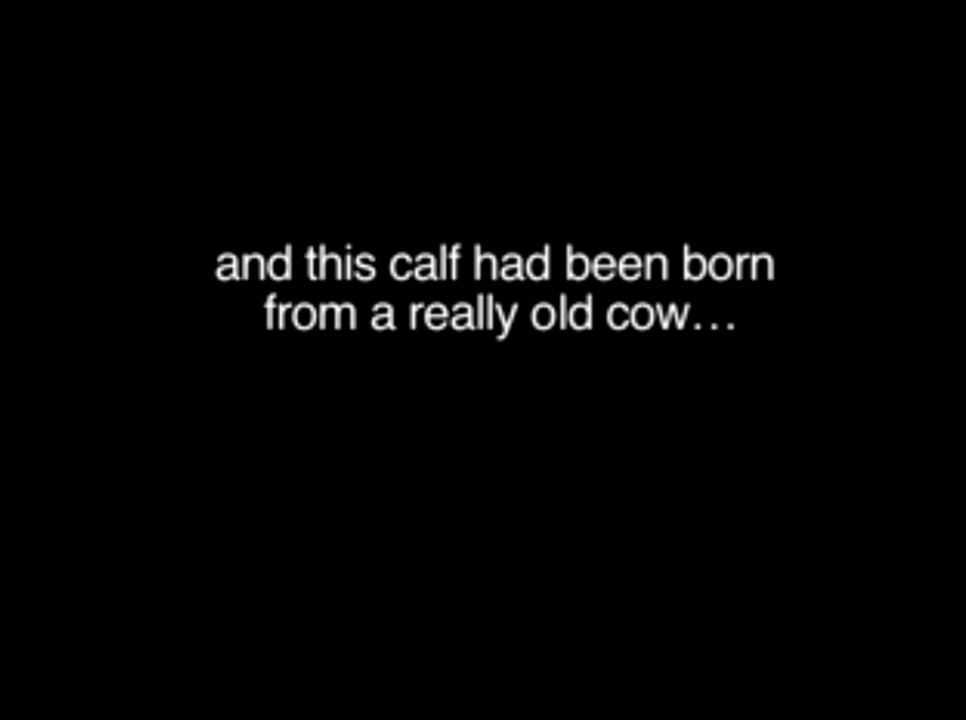 and this calf had been born
from a really old cow…